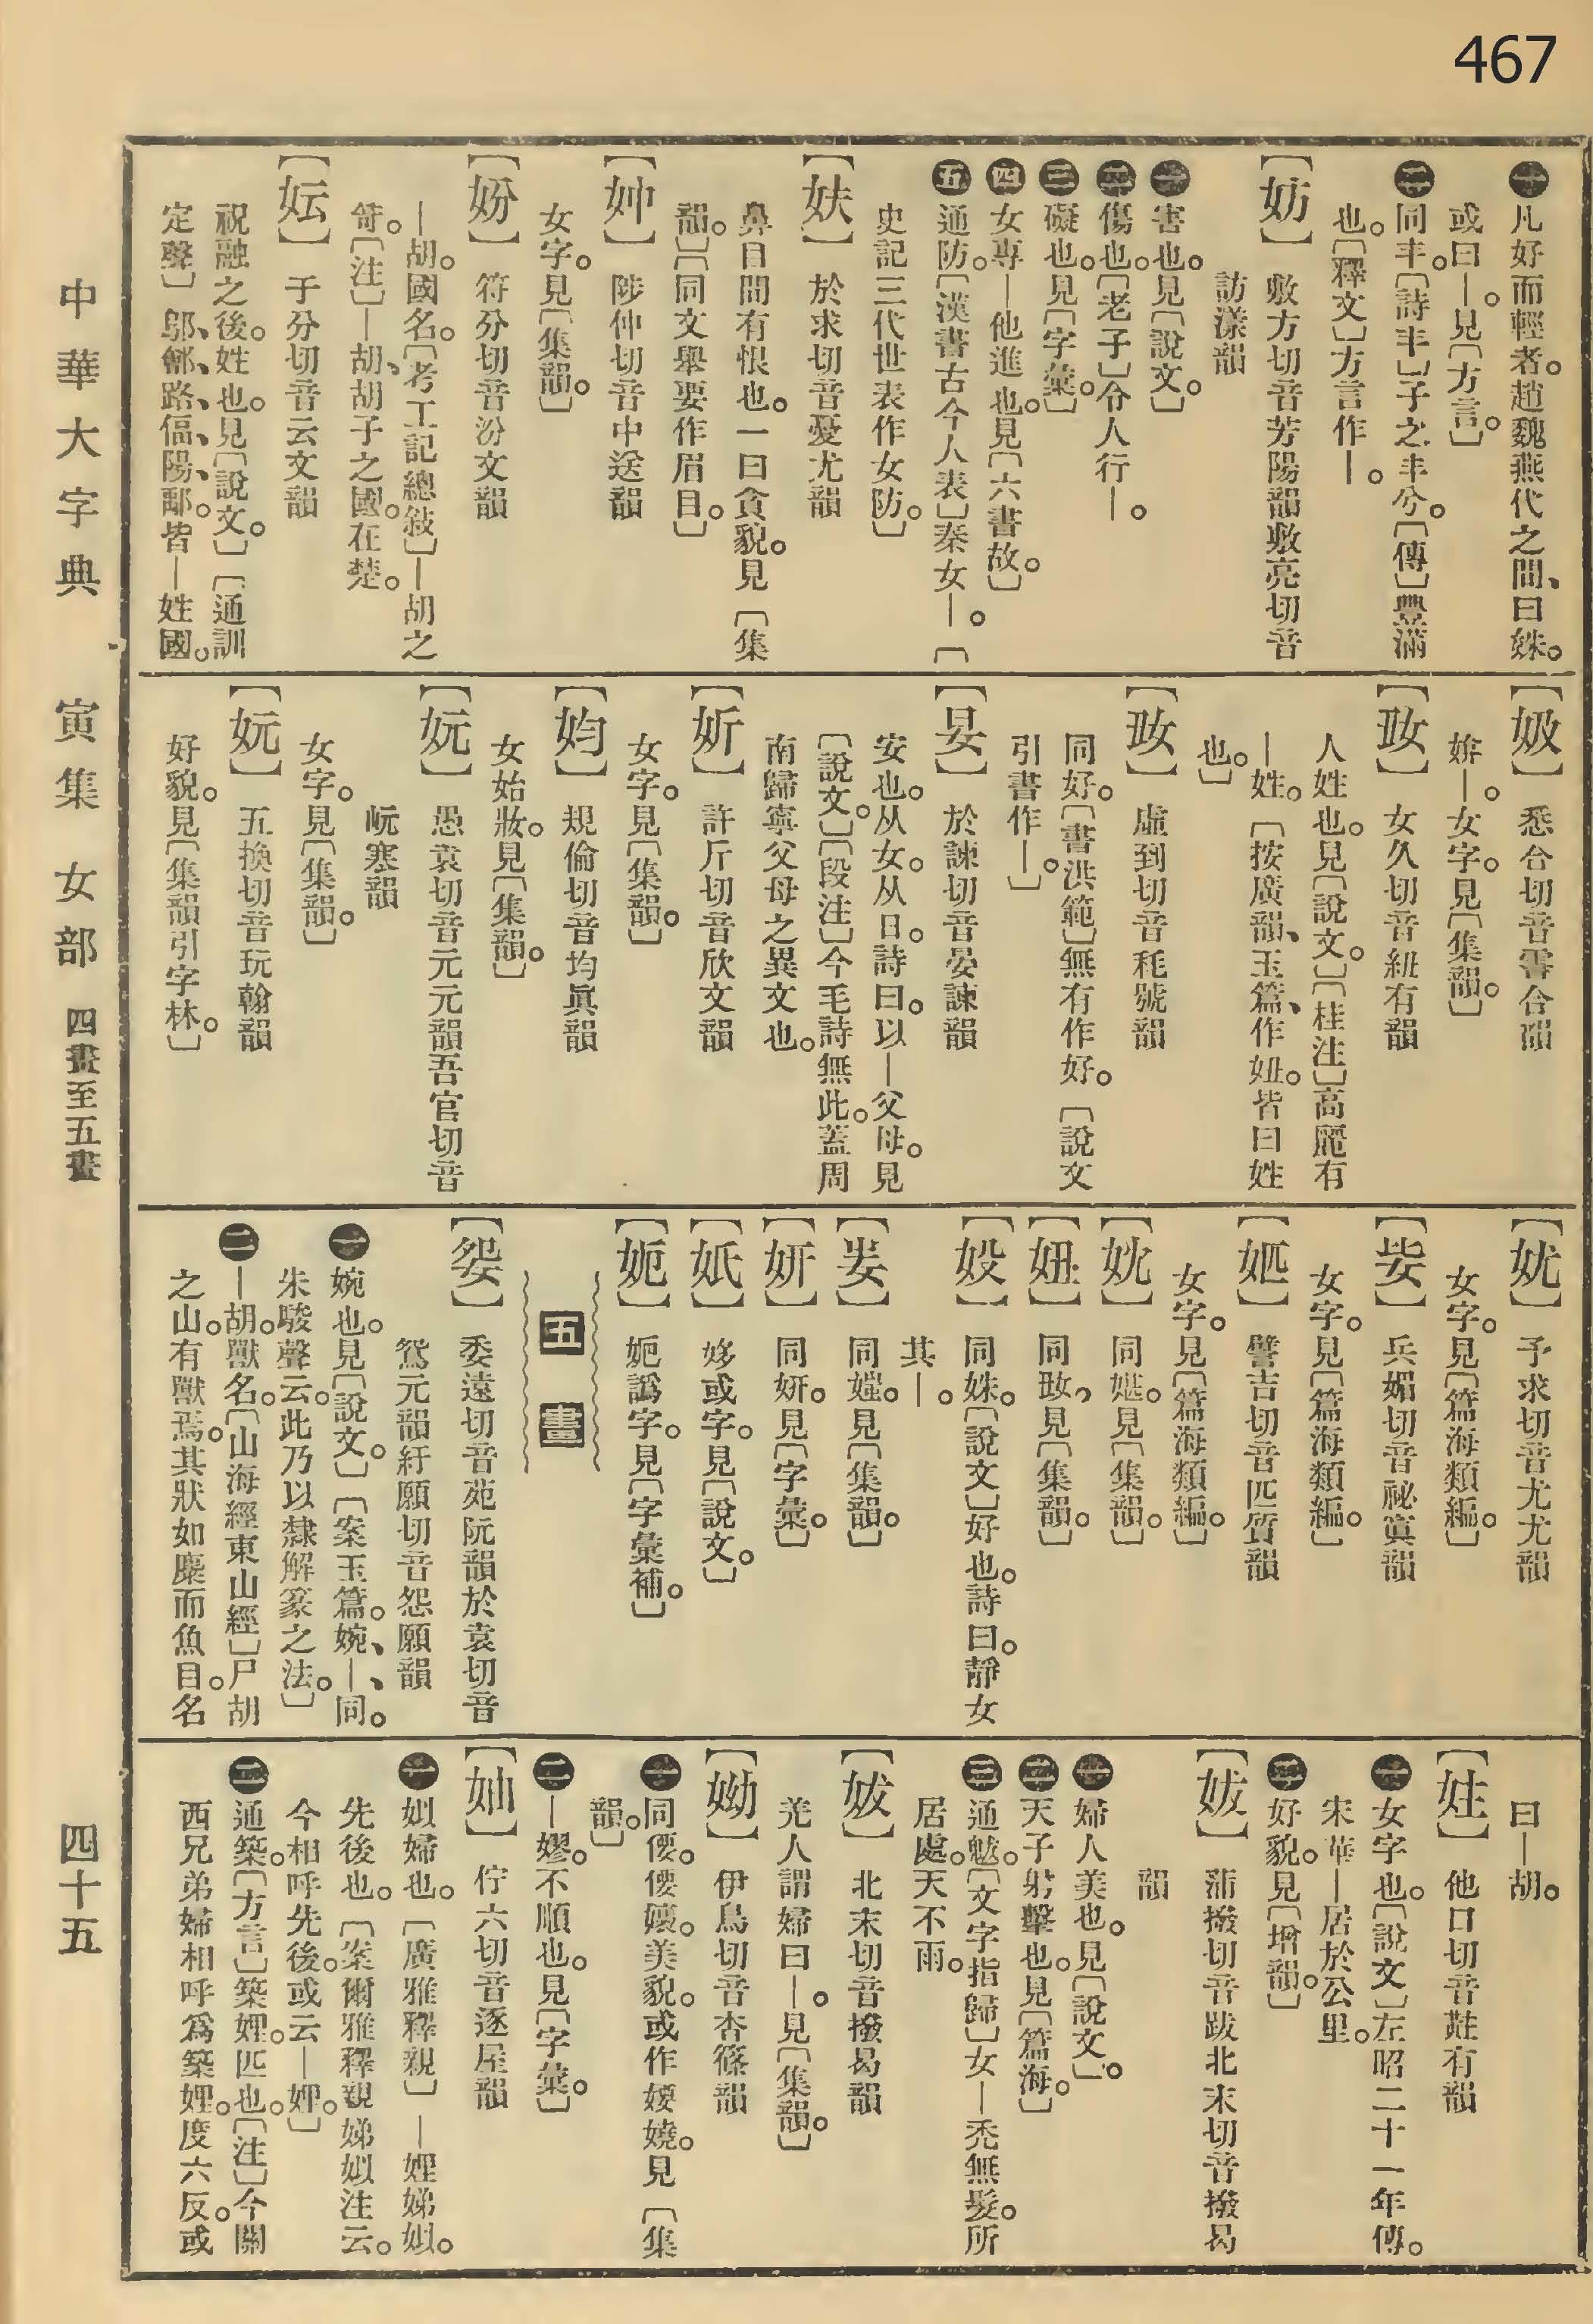 467
㊀凡好而輕者。趙魏燕代之間、曰姝。
或曰—。見〔方言。〕
㊁同丰。〔詩丰〕子之丰兮。〔傳〕豐滿
也。〔釋文〕方言作—。
【妨】敷方切音芳陽韻敷亮切音
訪漾韻
㊀害也。見〔說文。〕
㊁傷也。〔老子〕令人行—。
㊂礙也。見〔字彙。〕
㊃女專—他進也。見〔六書故。〕
㊄通防。〔漢書古今人表〕秦女—。〔
史記三代世表作女防。〕
【妋】於求切音憂尤韻
鼻目間有恨也。一曰貪貌。見〔集
韻。〕〔同文舉要作眉目。〕
【妕】陟仲切音中送韻
女字。見〔集韻。〕
【妢】符分切音汾文韻
—胡。國名。〔考工記總敍〕—胡之
笴。〔注〕—胡、胡子之國。在楚。
【妘】于分切音云文韻
祝融之後。姓也。見〔說文。〕〔通訓
定聲〕鄔、鄶、路、偪、陽、鄅。皆—姓國。
【㚫】悉合切音霫合韻
㛂—。女字。見〔集韻。〕
【𡚽】女久切音紐有韻
人姓也。見〔說文。〕〔桂注〕高麗有
—姓。〔按廣韻、玉篇、作妞。皆曰姓
也。〕
【𡚽】虛到切音秏號韻
同好。〔書洪範〕無有作好。〔說文
引書作—。〕
【妟】於諫切音晏諫韻
安也。从女。从日。詩曰。以—父母。見
〔說文。〕〔段注〕今毛詩無此。蓋周
南歸寧父母之異文也。
【妡】許斤切音欣文韻
女字。見〔集韻。〕
【妁】規倫切音均眞韻
女始妝。見〔集韻。〕
【妧】愚袁切音元元韻吾官切音
岏寒韻
女字。見〔集韻。〕
【妧】五換切音玩翰韻
好貌。見〔集韻引字林。〕
【㚭】予求切音尤尤韻
女字。見〔篇海類編。〕
【㚰】兵媚切音祕寘韻
女字。見〔篇海類編。〕
譬吉切音匹質韻
女字。見〔篇海類編。〕
【妉】同媅。見〔集韻。〕
【妞】同𡚽、見〔集韻。〕
【妭】同姝。〔說文〕好也。詩曰。靜女
其—。
同媸。見〔集韻。〕
【妍】同姸。見〔字彙。〕
【妛】姼或字。見〔說文。〕
【妮】妑譌字。見〔字彙補。〕
五畫
【㛄】委遠切音苑阮韻於袁切音
鴛元韻紆願切音怨願韻
㊀婉也。見〔說文。〕〔案玉篇。婉、—、同。
朱駿聲云。此乃以隸解篆之法。〕
㊁—胡。獸名。〔山海經東山經〕尸胡
之山。有獸焉。其狀如麋而魚目。名
曰—胡。
【妵】他口切音黈有韻
㊀女字也。〔說文〕左昭二十一年傳。
宋華—居於公里。
㊁好貌。見〔增韻。〕
【妭】蒲撥切音跋北末切音撥曷
韻
㊀婦人美也。見〔說文。〕
㊁天子射擊也。見〔篇海。〕
㊂通魃。〔文字指歸〕女—禿無髮。所
居處。天不雨。
【妭】北末切音撥曷韻
羌人謂婦曰—。見〔集韻。〕
【㛂】伊鳥切音杳篠韻
㊀同偠。偠㒟。美貌。或作㜵嬈。見〔集
韻。〕
㊁—嫪。不順也。見〔字彙。〕
【妯】佇六切音逐屋韻
㊀姒婦也。〔廣雅釋親〕—娌娣姒。
先後也。〔案爾雅釋親娣姒注云。
今相呼先後。或云—娌。〕
㊁通築。〔方言〕築娌。匹也。〔注〕今關
西兄弟婦相呼爲築娌。度六反。或
中華大字典 寅集 女部 四畫至五畫 四十五